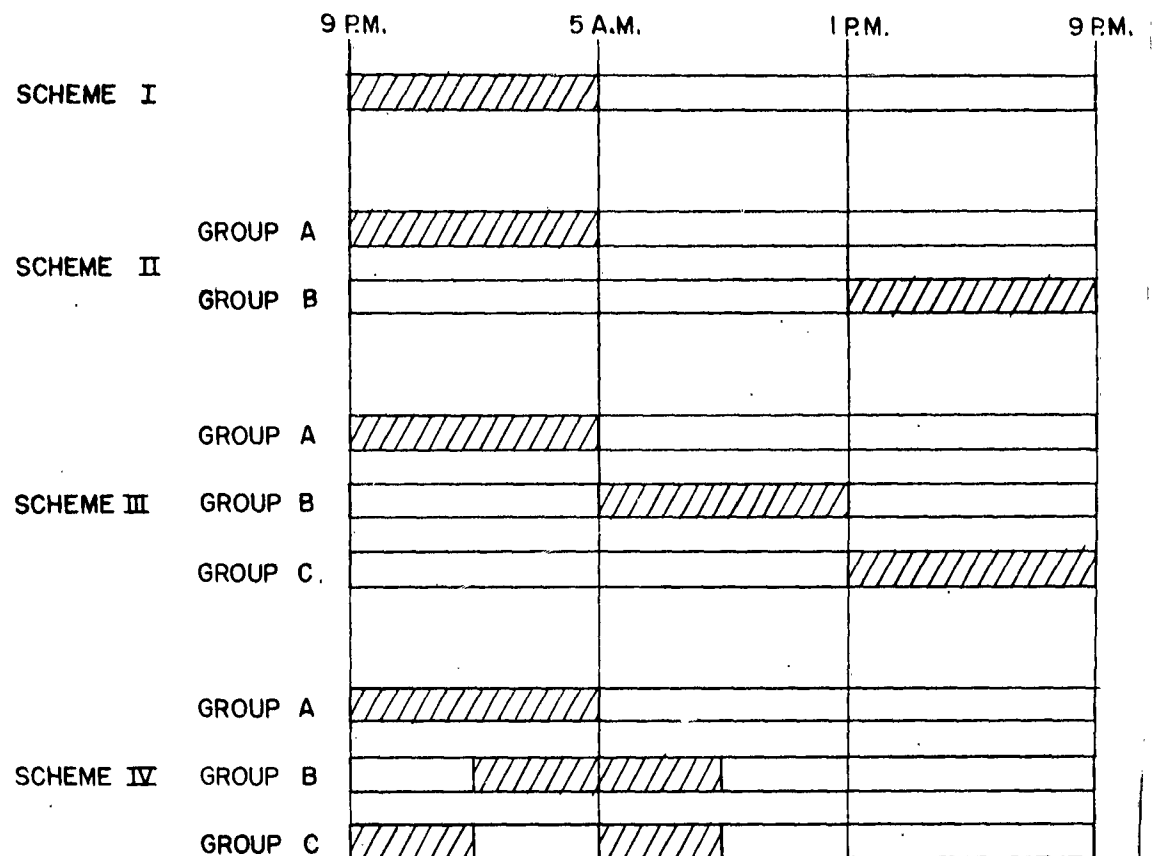 9 P.M. 5 A.M. 1 P.M. 9 P.M.
SCHEME I
GROUP A
SCHEME II
GROUP B
GROUP A
SCHEME III GROUP B
GROUP C.
GROUP A
SCHEME IV GROUP B
GROUP C